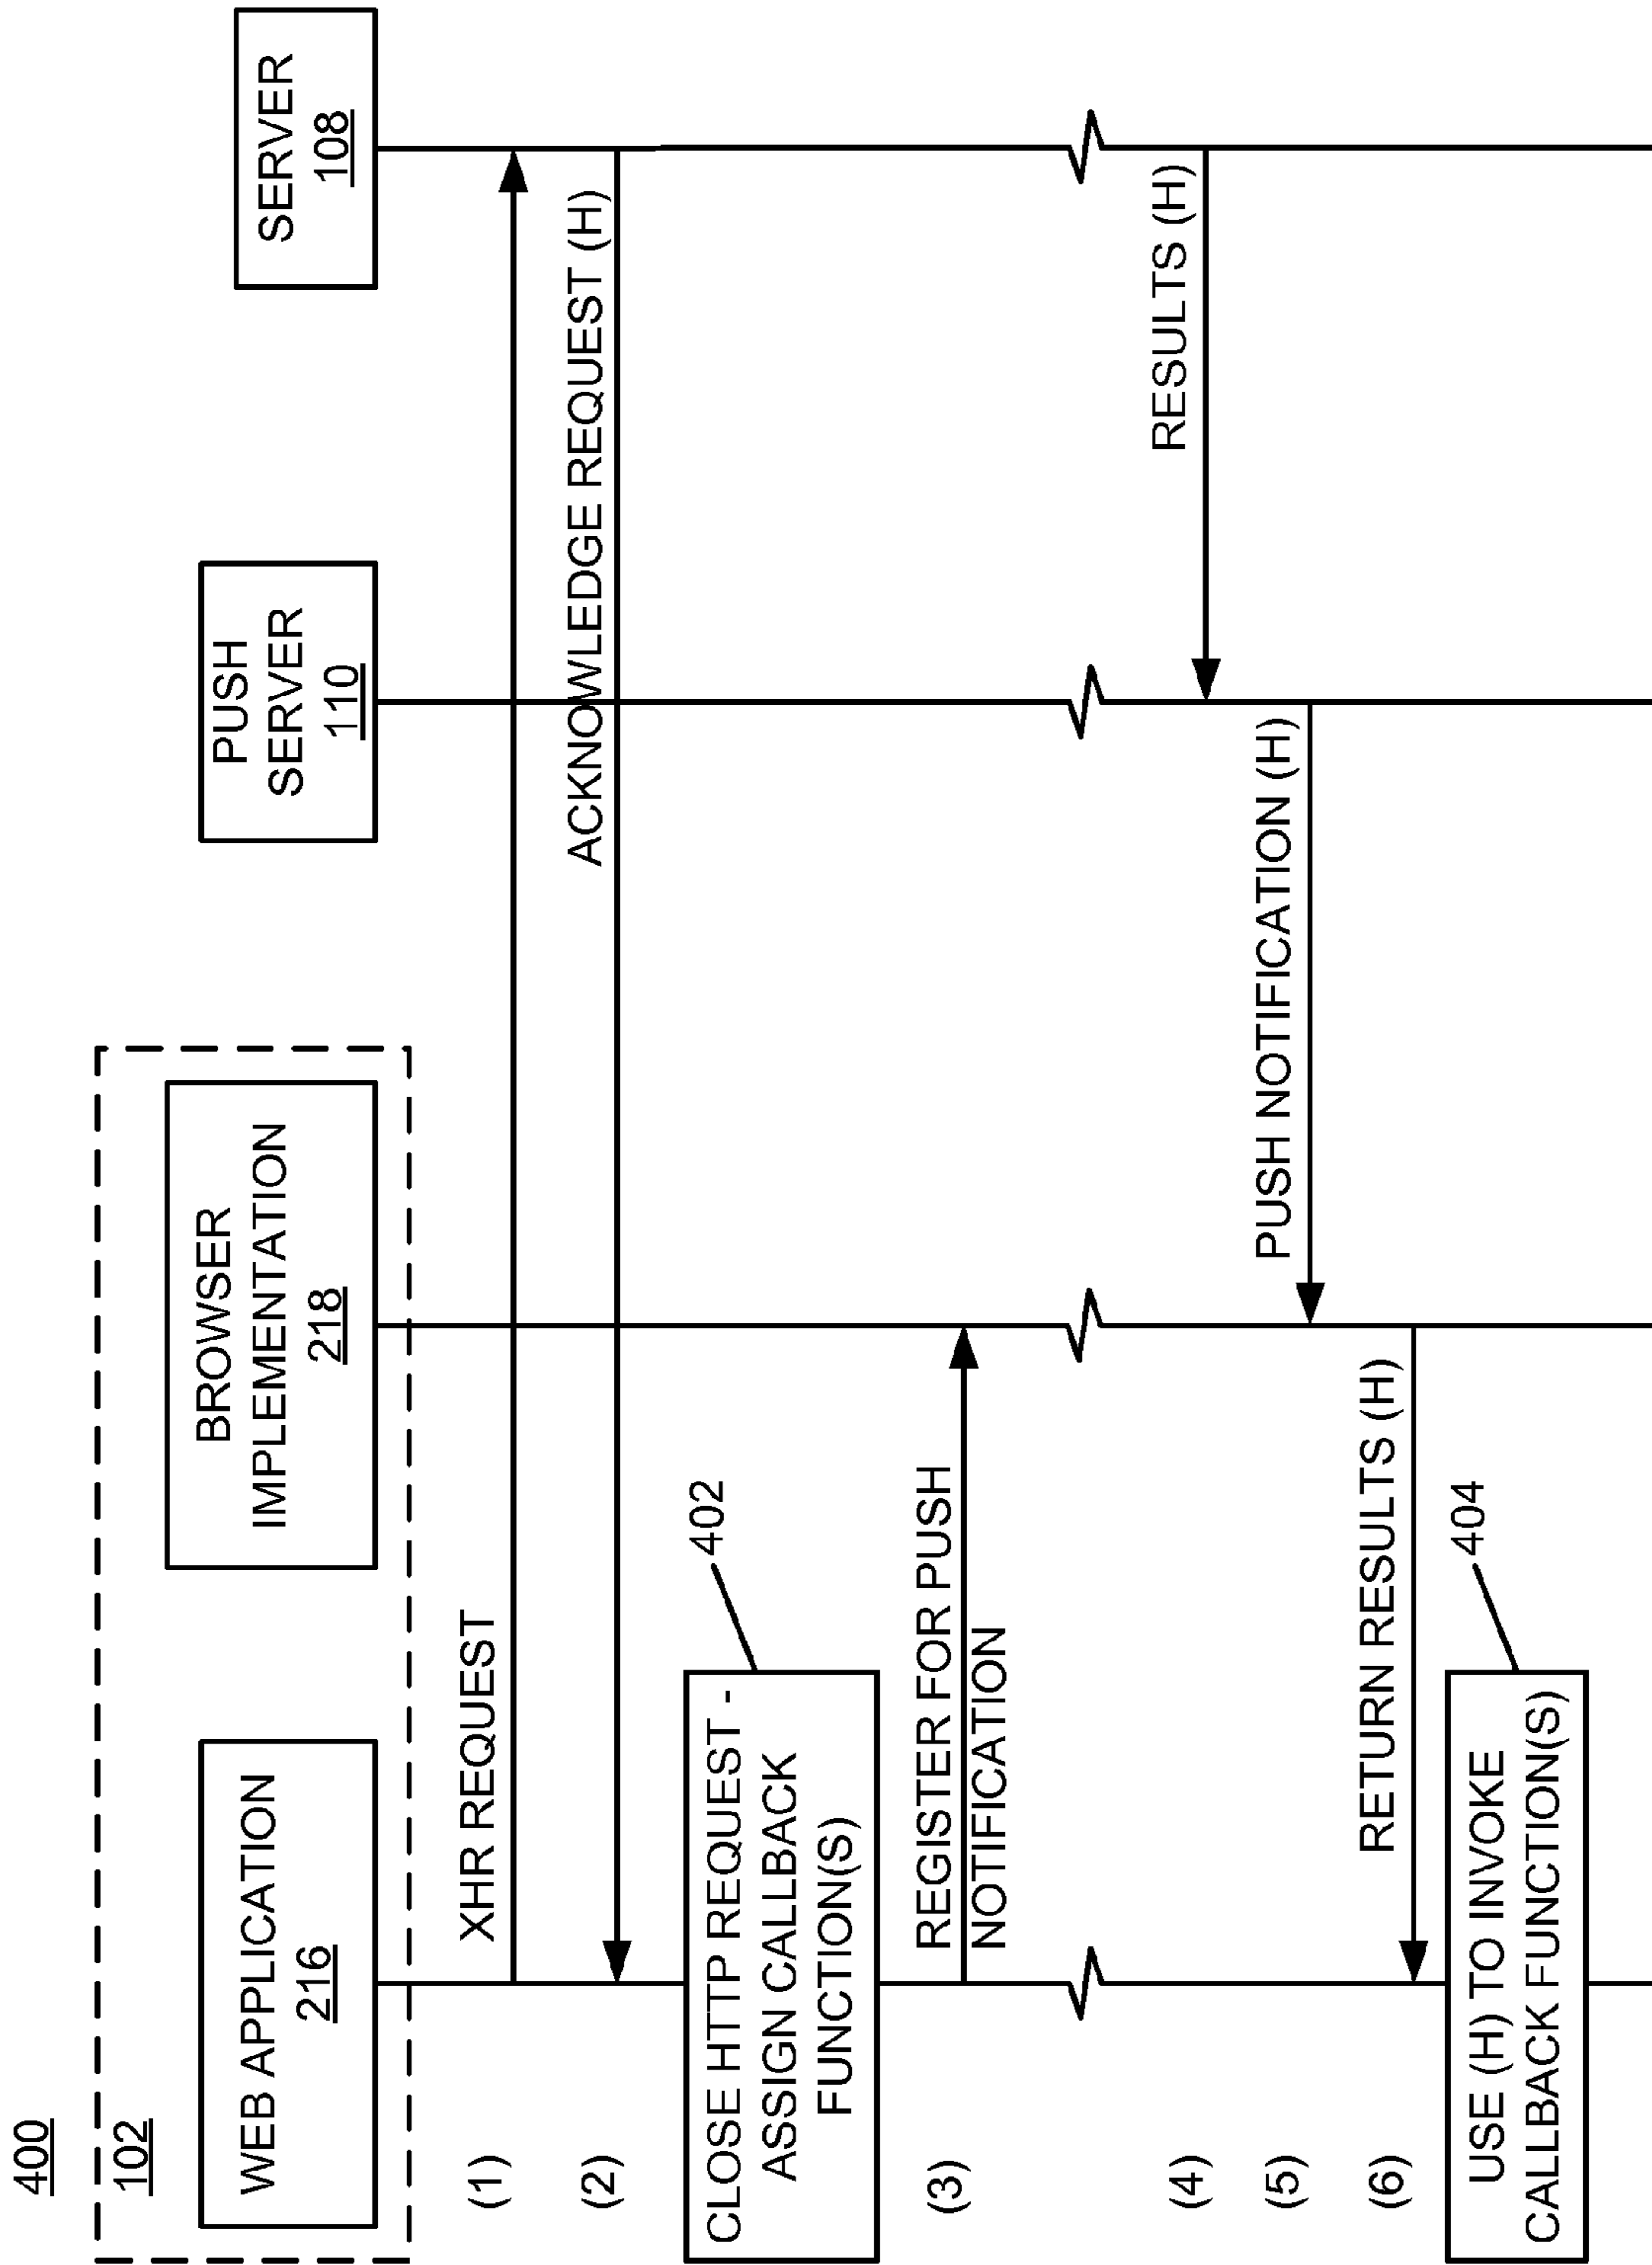 400
102
WEB APPLICATION
216
BROWSER
IMPLEMENTATION
218
PUSH
SERVER
110
SERVER
108
(1)
XHR REQUEST
(2)
ACKNOWLEDGE REQUEST (H)
CLOSE HTTP REQUEST -
ASSIGN CALLBACK
FUNCTION(S)
402
(3)
REGISTER FOR PUSH
NOTIFICATION
(4)
RESULTS (H)
(5)
PUSH NOTIFICATION (H)
(6)
RETURN RESULTS (H)
USE (H) TO INVOKE
CALLBACK FUNCTION(S)
404